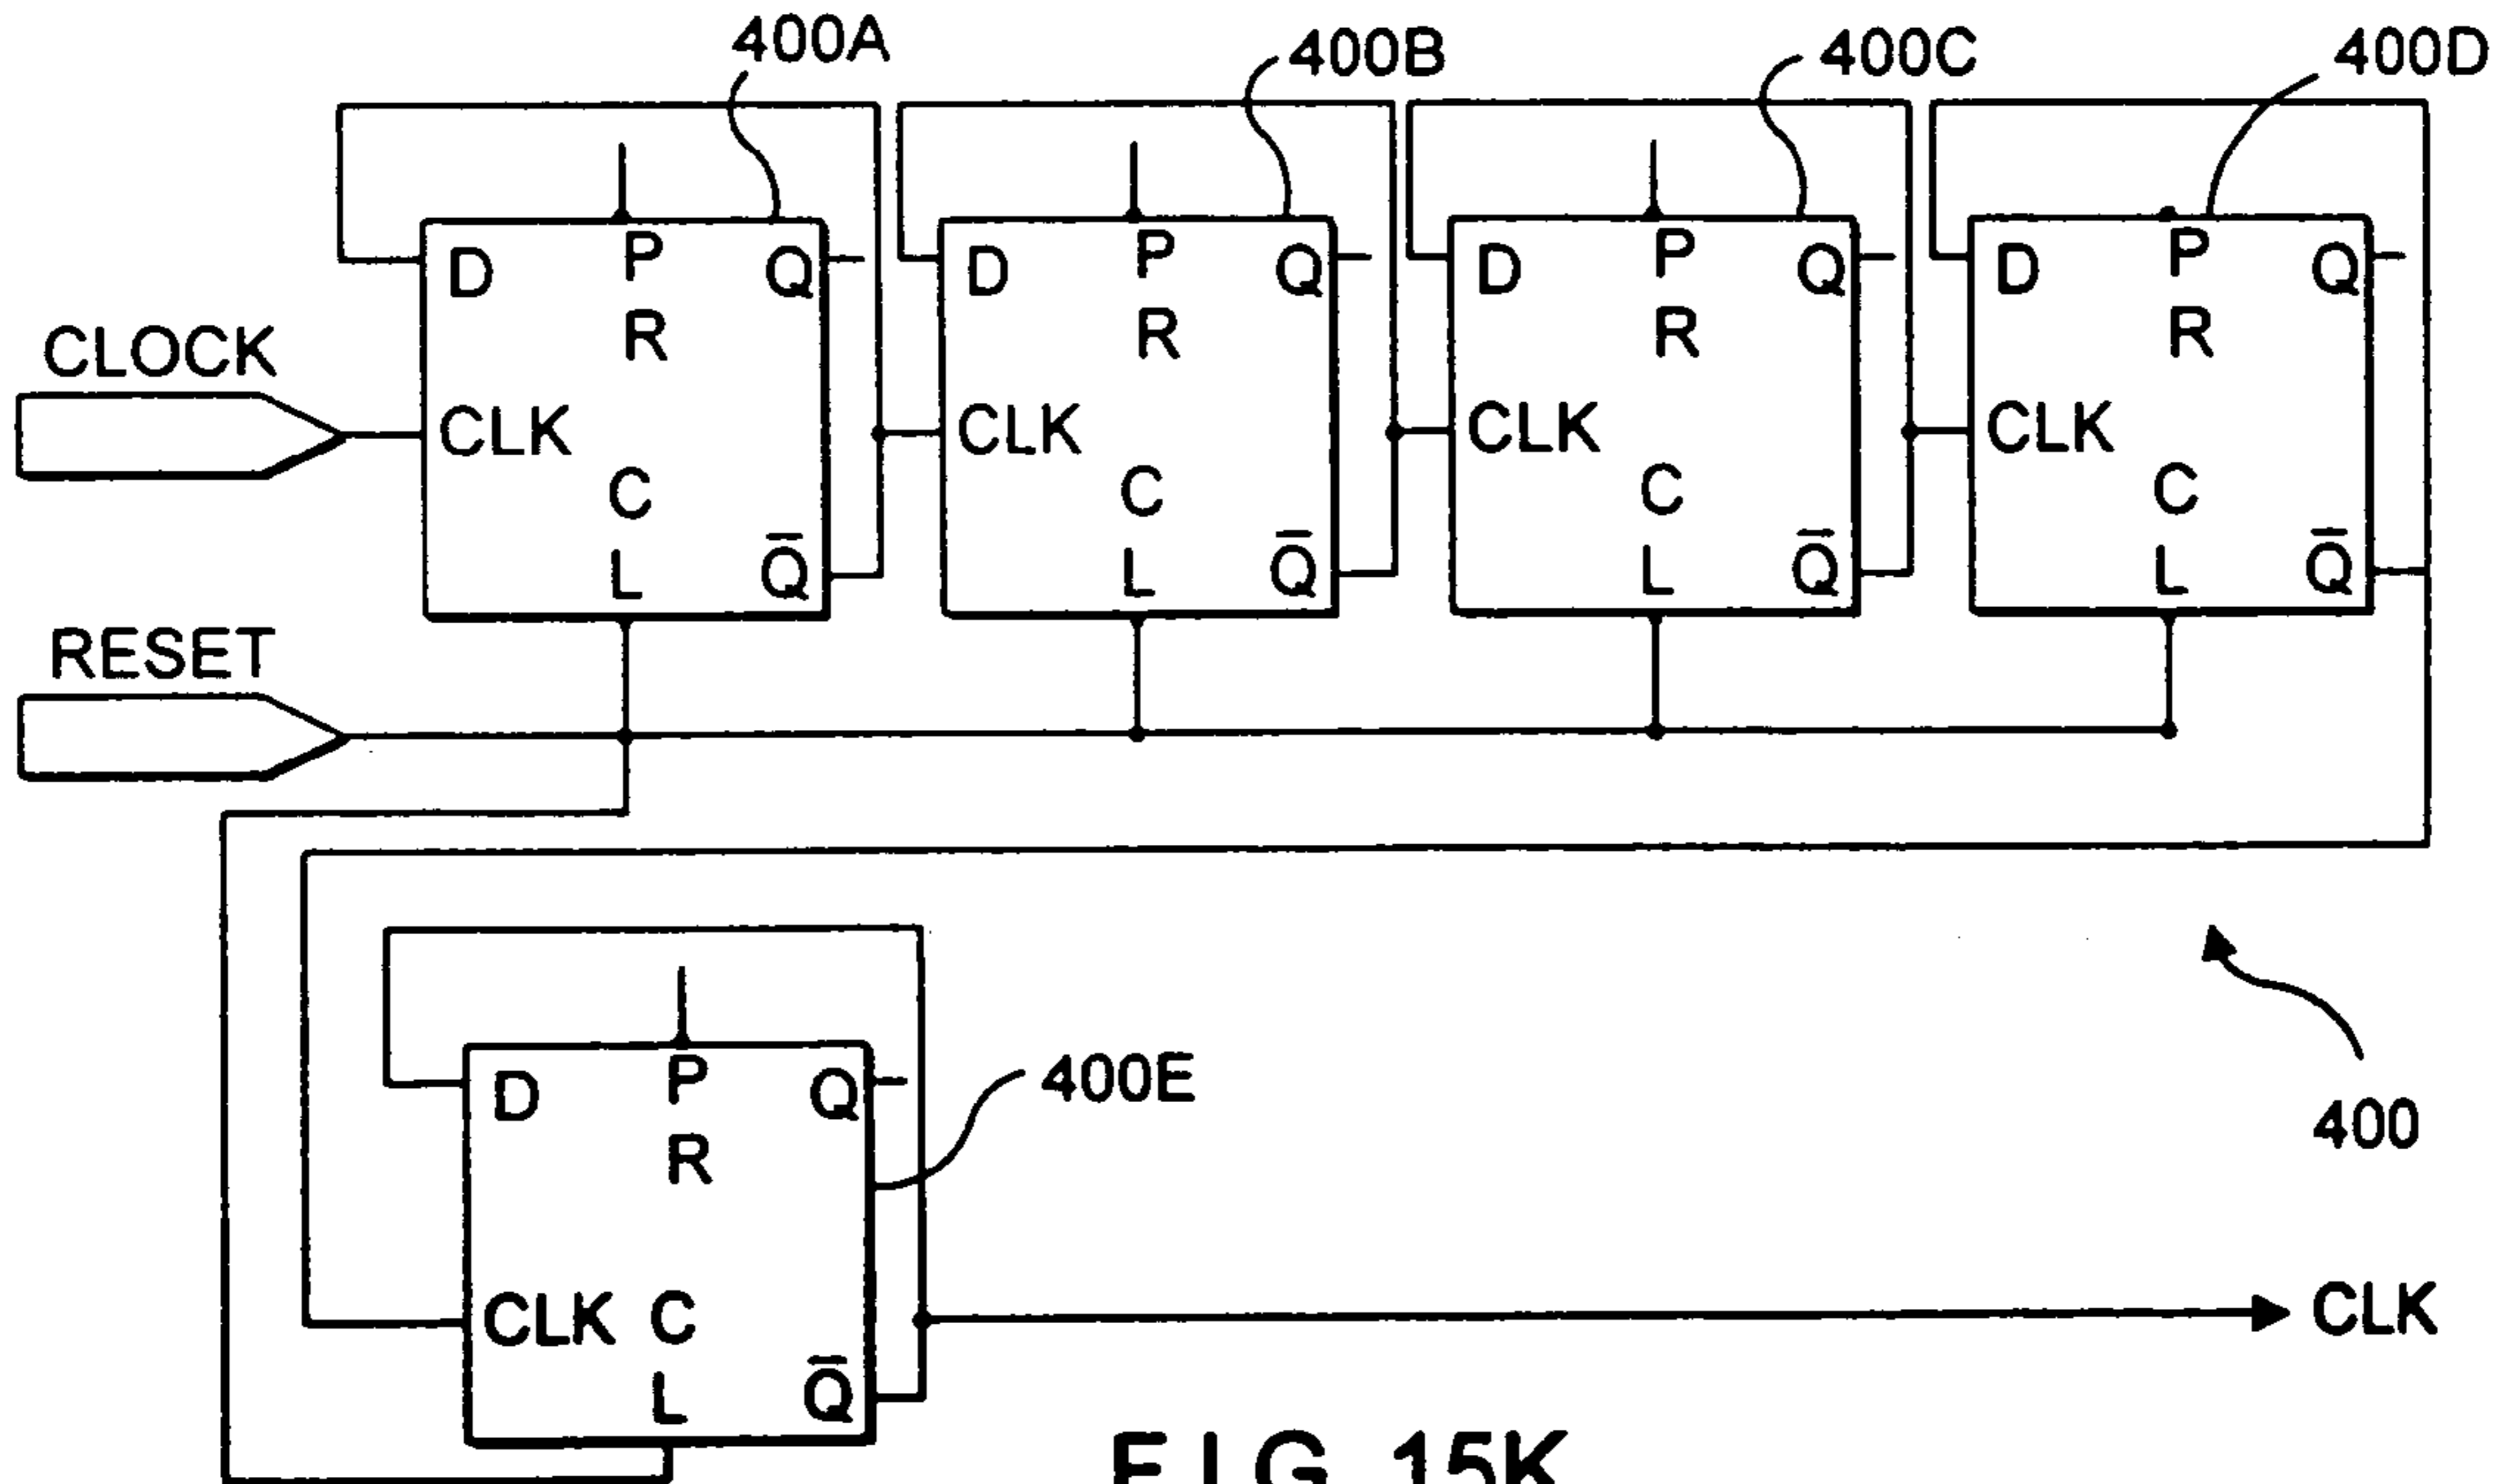 400A
400B
400C
400D
D P Q
R
CLK
C
L Q̅
D P Q
R
CLK
C
L Q̅
D P Q
R
CLK
C
L Q̅
D P Q
R
CLK
C
L Q̅
CLOCK
RESET
D P Q
R
CLK C
L Q̅
400E
400
CLK
FIG. 15K